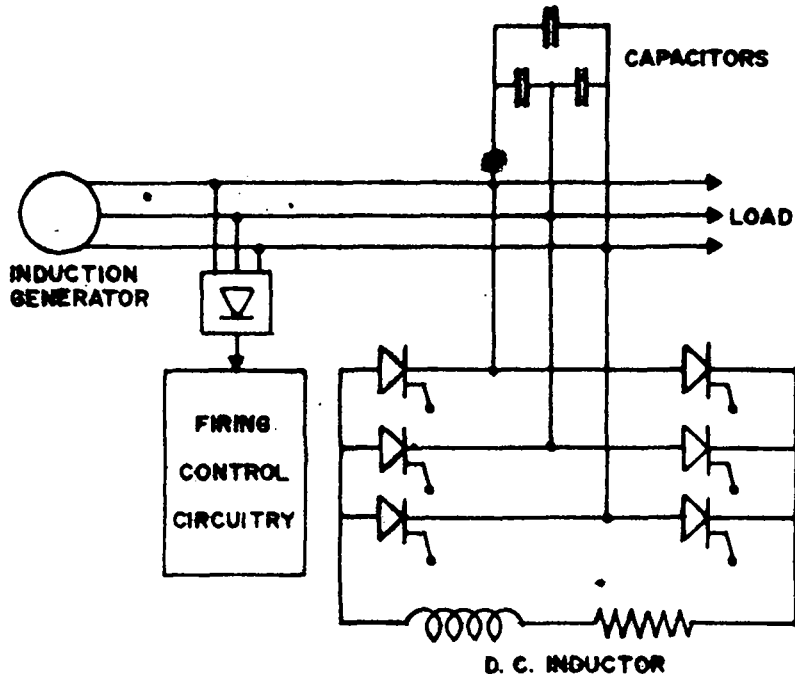 CAPACITORS
LOAD
INDUCTION
GENERATOR
FIRING
CONTROL
CIRCUITRY
D. C. INDUCTOR